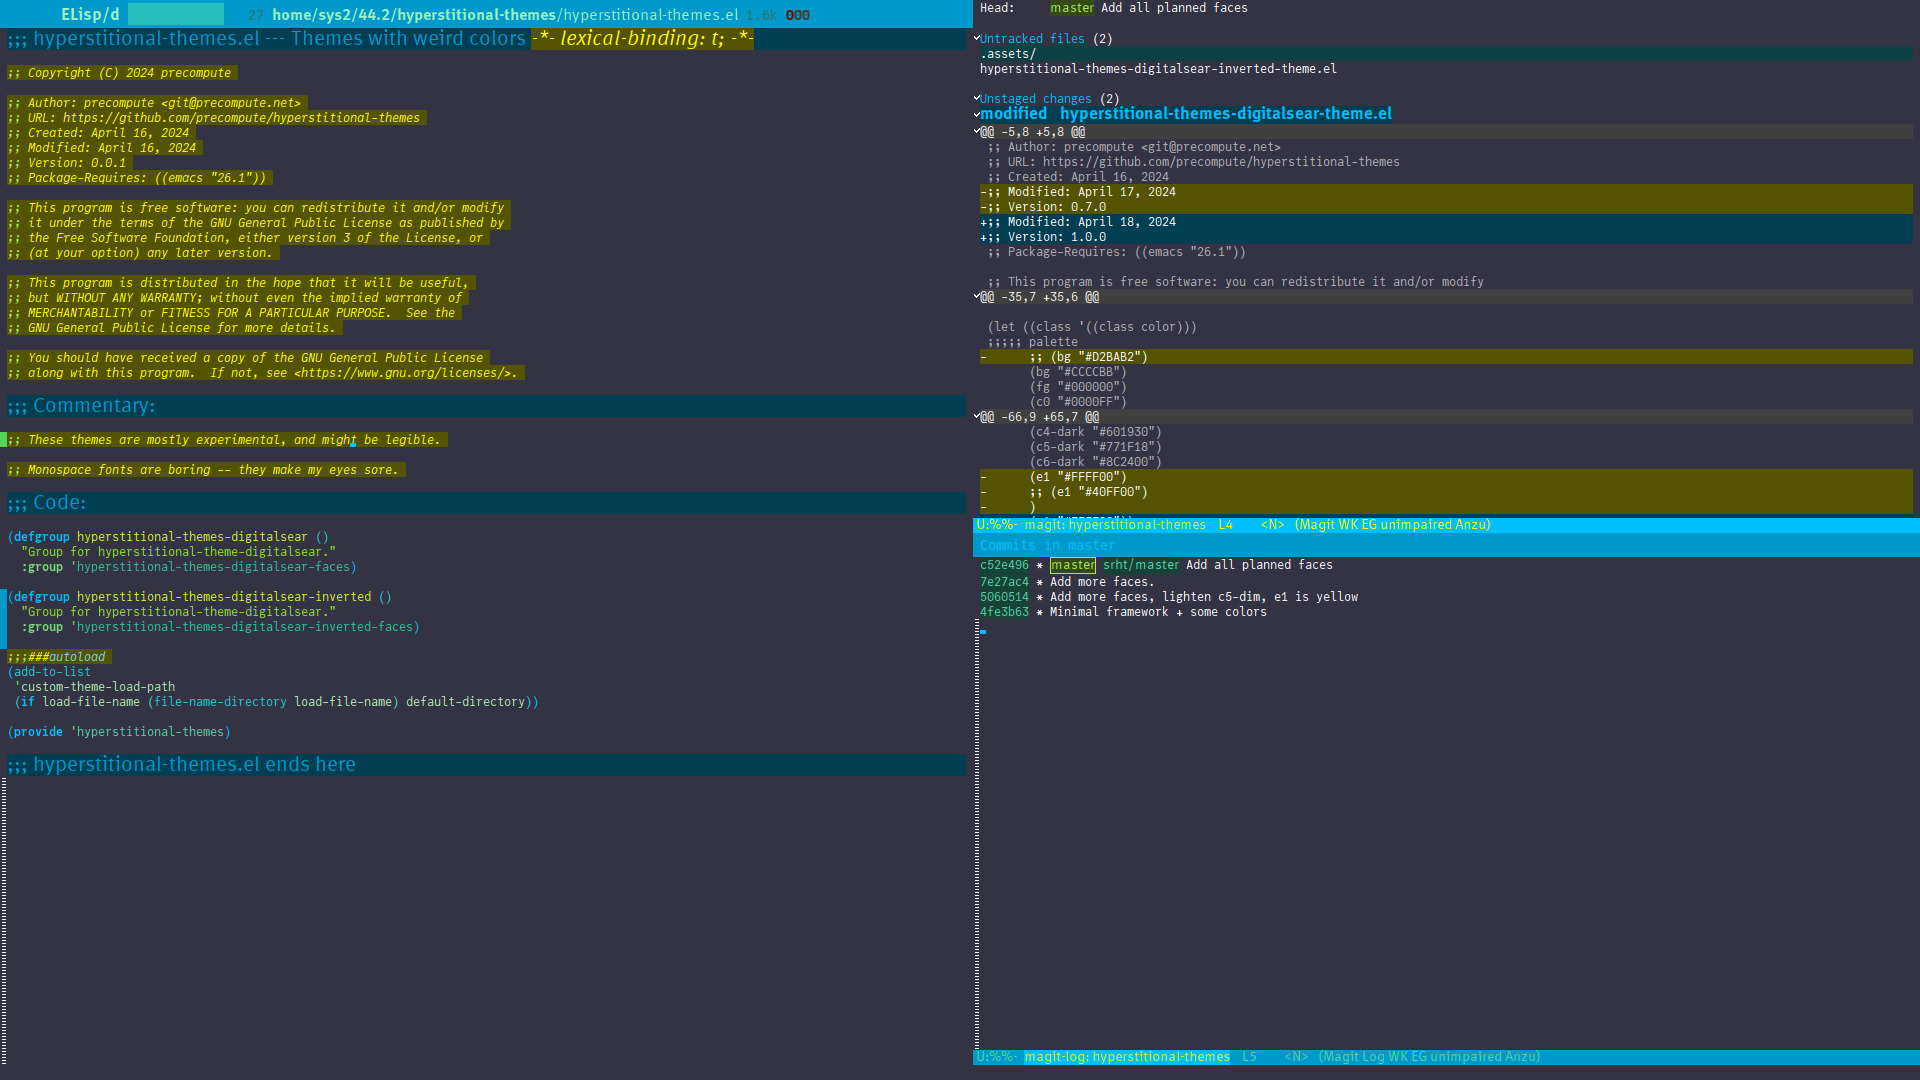 ELisp/d 27 home/sys2/44.2/hyperstitional-themes/hyperstitional-themes.el 1.6k 000
;;; hyperstitional-themes.el --- Themes with weird colors -*- lexical-binding: t; -*-
;; Copyright (C) 2024 precompute
;; Author: precompute <git@precompute.net>
;; URL: https://github.com/precompute/hyperstitional-themes
;; Created: April 16, 2024
;; Modified: April 16, 2024
;; Version: 0.0.1
;; Package-Requires: ((emacs "26.1"))
;; This program is free software: you can redistribute it and/or modify
;; it under the terms of the GNU General Public License as published by
;; the Free Software Foundation, either version 3 of the License, or
;; (at your option) any later version.
;; This program is distributed in the hope that it will be useful,
;; but WITHOUT ANY WARRANTY; without even the implied warranty of
;; MERCHANTABILITY or FITNESS FOR A PARTICULAR PURPOSE.  See the
;; GNU General Public License for more details.
;; You should have received a copy of the GNU General Public License
;; along with this program.  If not, see <https://www.gnu.org/licenses/>.
;;; Commentary:
;; These themes are mostly experimental, and might be legible.
;; Monospace fonts are boring -- they make my eyes sore.
;;; Code:
(defgroup hyperstitional-themes-digitalsear ()
  "Group for hyperstitional-theme-digitalsear."
  :group 'hyperstitional-themes-digitalsear-faces)
(defgroup hyperstitional-themes-digitalsear-inverted ()
  "Group for hyperstitional-theme-digitalsear."
  :group 'hyperstitional-themes-digitalsear-inverted-faces)
;;;###autoload
(add-to-list
 'custom-theme-load-path
 (if load-file-name (file-name-directory load-file-name) default-directory))
(provide 'hyperstitional-themes)
;;; hyperstitional-themes.el ends here
Head:     master Add all planned faces
Untracked files (2)
.assets/
hyperstitional-themes-digitalsear-inverted-theme.el
Unstaged changes (2)
modified   hyperstitional-themes-digitalsear-theme.el
@@ -5,8 +5,8 @@
 ;; Author: precompute <git@precompute.net>
 ;; URL: https://github.com/precompute/hyperstitional-themes
 ;; Created: April 16, 2024
-;; Modified: April 17, 2024
-;; Version: 0.7.0
+;; Modified: April 18, 2024
+;; Version: 1.0.0
 ;; Package-Requires: ((emacs "26.1"))
 ;; This program is free software: you can redistribute it and/or modify
@@ -35,7 +35,6 @@
 (let ((class '((class color)))
 ;;;;; palette
-      ;; (bg "#D2BAB2")
       (bg "#CCCCBB")
       (fg "#000000")
       (c0 "#0000FF")
@@ -66,9 +65,7 @@
       (c4-dark "#601930")
       (c5-dark "#771F18")
       (c6-dark "#8C2400")
-      (e1 "#FFFF00")
-      ;; (e1 "#40FF00")
-      )
U:%%-  magit: hyperstitional-themes   L4     <N>   (Magit WK EG unimpaired Anzu)
Commits in master
c52e496 * master srht/master Add all planned faces
7e27ac4 * Add more faces.
5060514 * Add more faces, lighten c5-dim, e1 is yellow
4fe3b63 * Minimal framework + some colors
U:%%-  magit-log: hyperstitional-themes   L5     <N>   (Magit Log WK EG unimpaired Anzu)